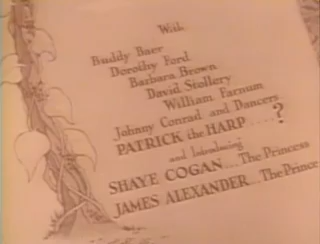 With
Buddy Baer
Dorothy Ford
Barbara Brown
David Stollery
William Farnum
Johnny Conrad and Dancers
PATRICK the HARP .....?
and Introducing
SHAYE COGAN... The Princess
JAMES ALEXANDER... The Prince